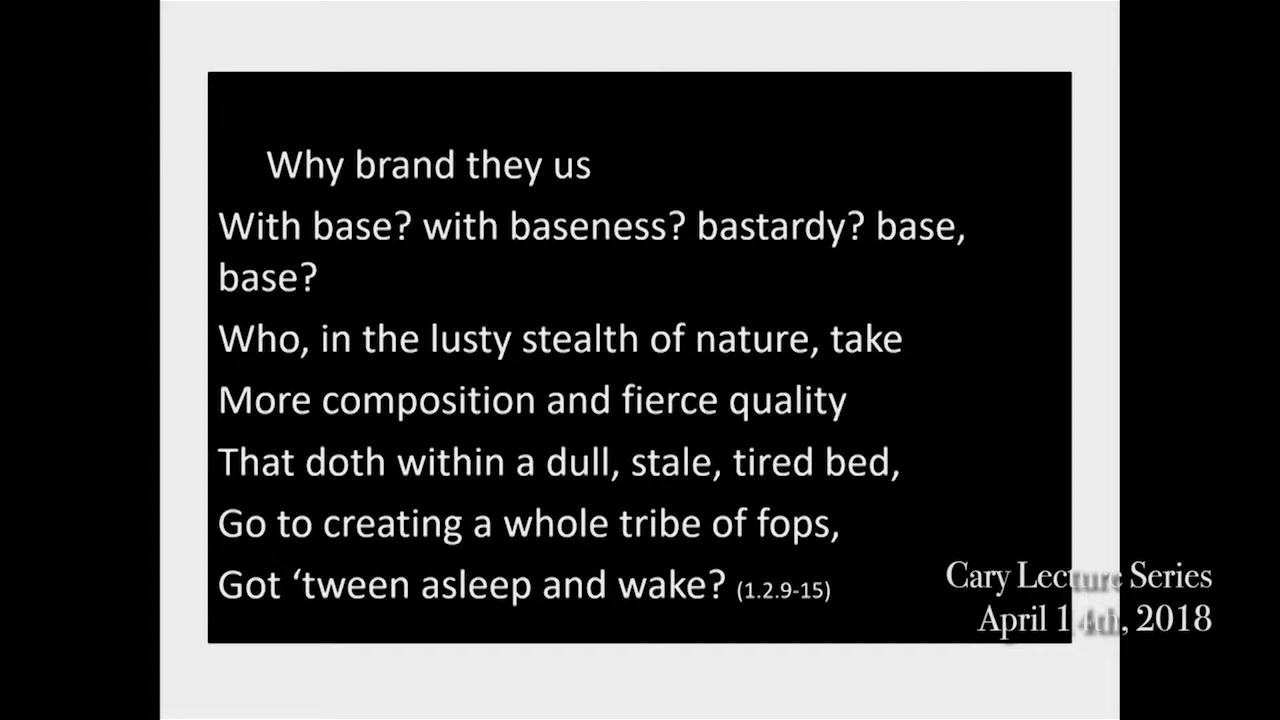 Why brand they us
With base? with baseness? bastardy? base,
base?
Who, in the lusty stealth of nature, take
More composition and fierce quality
That doth within a dull, stale, tired bed,
Go to creating a whole tribe of fops,
Got ‘tween asleep and wake? (1.2.9-15)
Cary Lecture Series
April 14th, 2018